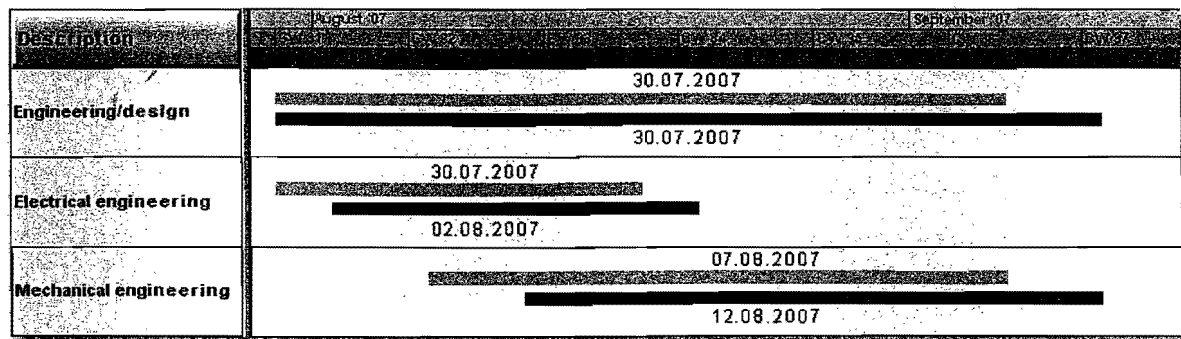 August '07
September '07
Description
30.07.2007
Engineering/design
30.07.2007
30.07.2007
Electrical engineering
02.08.2007
07.08.2007
Mechanical engineering
12.08.2007